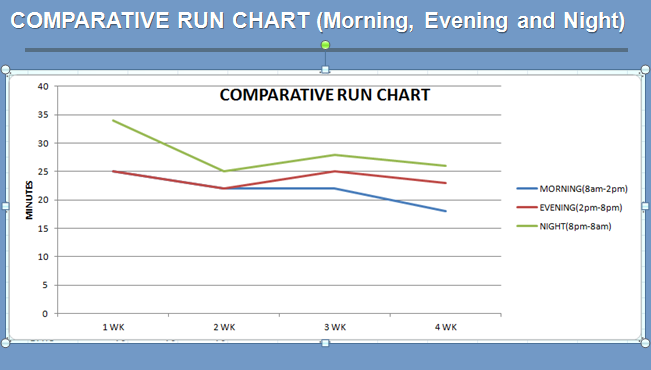 COMPARATIVE RUN CHART (Morning, Evening and Night)
COMPARATIVE RUN CHART
40
35
30
25
20
15
10
5
0
MINUTES
1 WK
2 WK
3 WK
4 WK
MORNING(8am-2pm)
EVENING(2pm-8pm)
NIGHT(8pm-8am)